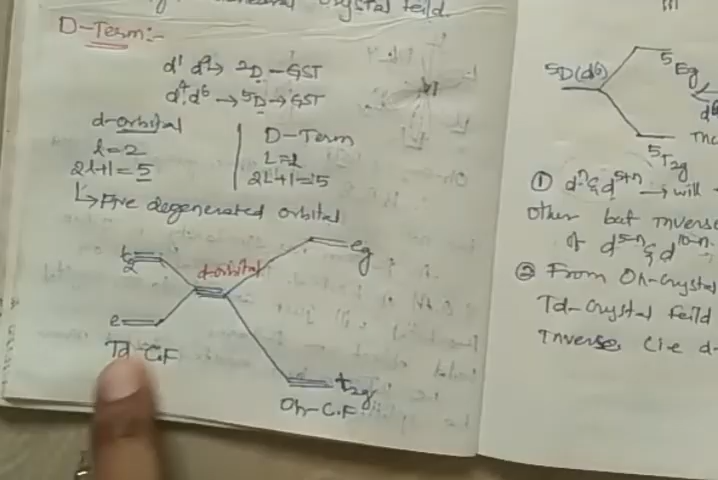 crystal feild.
D-Term:-
d¹ d⁹→ ²D-GST
d⁴,d⁶→⁵D→GST
d-orbital
l=2
2l+1=5
D-Term
L=2
2L+1=5
↳Five degenerated orbital
t₂
d-orbital
eg
e
Td-C.F
t₂g
Oh-C.F
⁵D(d⁶)
⁵Eg
⁵T₂g
① dⁿ & d⁵⁺ⁿ → will
other but inverse
of d⁵⁻ⁿ & d¹⁰⁻ⁿ
② From Oh-crystal
Td-crystal feild
Inverse. (i.e d-